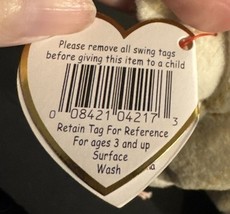 Please remove all swing tags
before giving this item to a child
0 08421 04217 3
Retain Tag For Reference
For ages 3 and up
Surface
Wash